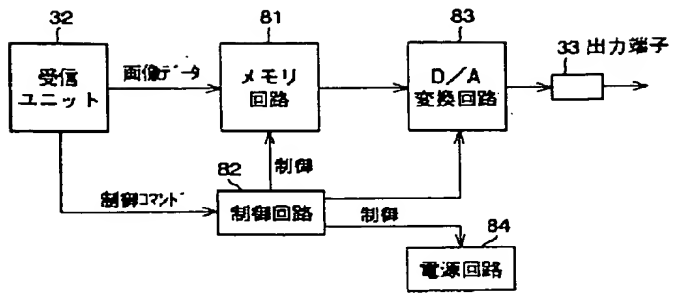 32
受信
ユニット
画像データ
81
メモリ
回路
83
D/A
変換回路
33 出力端子
制御コマンド
82
制御回路
制御
制御
84
電源回路